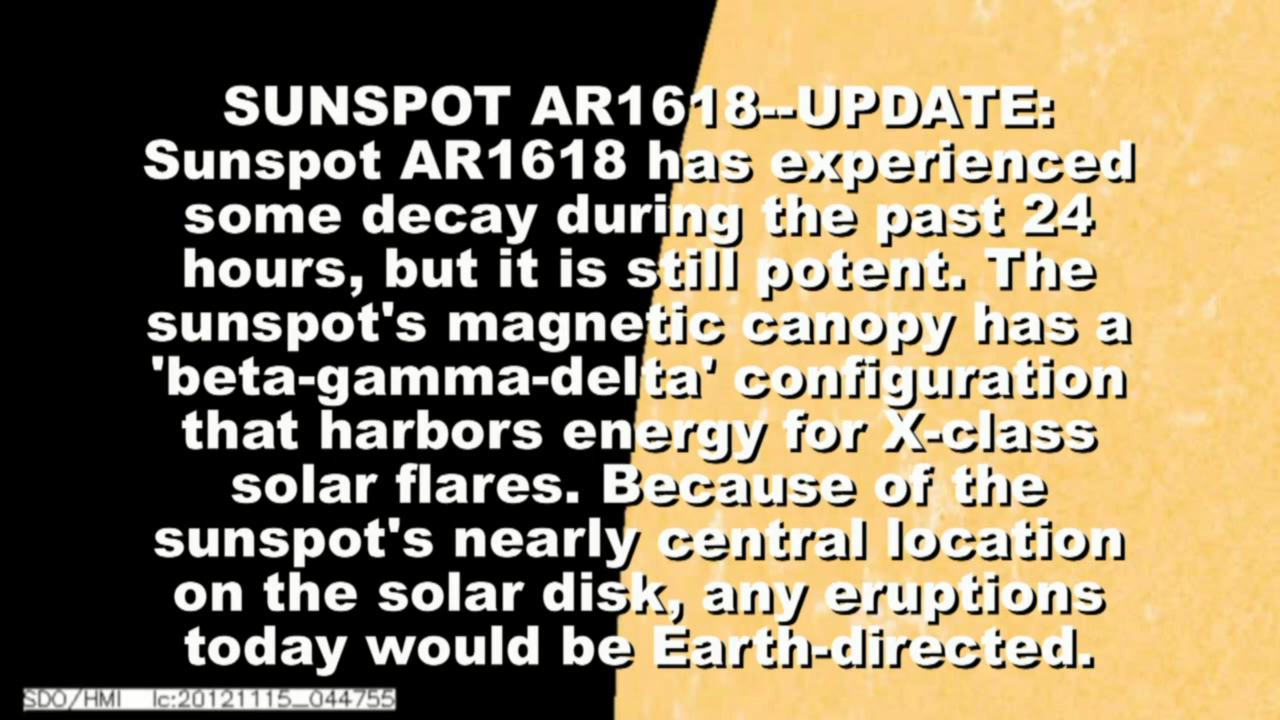 SUNSPOT AR1618--UPDATE:
Sunspot AR1618 has experienced
some decay during the past 24
hours, but it is still potent. The
sunspot's magnetic canopy has a
'beta-gamma-delta' configuration
that harbors energy for X-class
solar flares. Because of the
sunspot's nearly central location
on the solar disk, any eruptions
today would be Earth-directed.
SDO/HMI Ic:20121115_044755